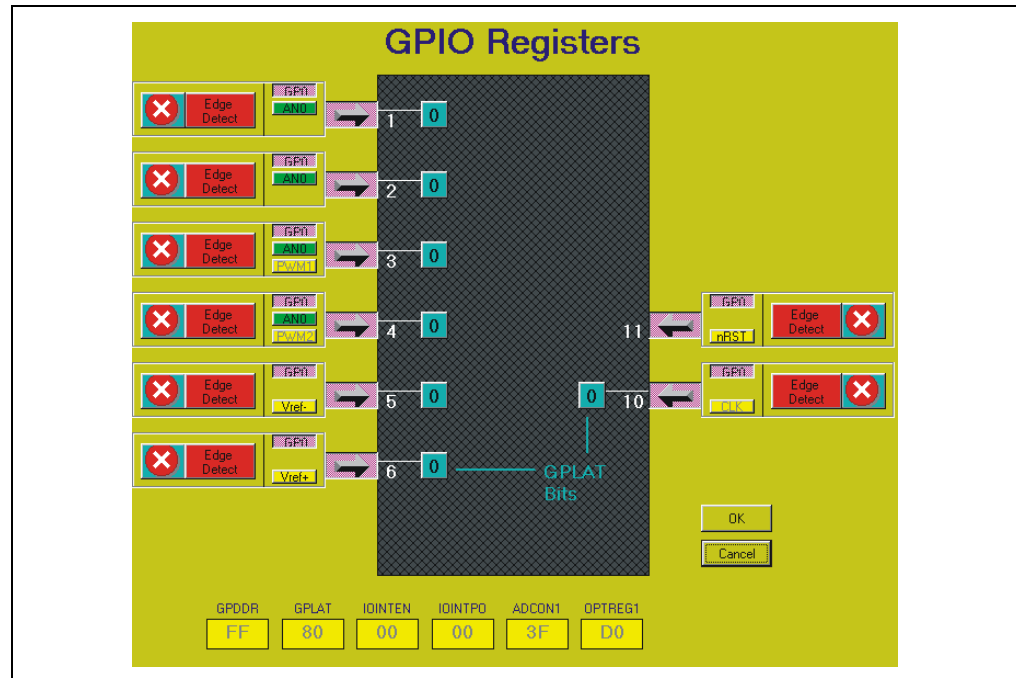 GPIO Registers
Edge
Detect
GP0
AN0
1
0
Edge
Detect
GP0
AN0
2
0
Edge
Detect
GP0
AN0
PWM1
3
0
Edge
Detect
GP0
AN0
PWM2
4
0
11
GP0
nRST
Edge
Detect
Edge
Detect
GP0
Vref-
5
0
0
10
GP0
CLK
Edge
Detect
Edge
Detect
GP0
Vref+
6
0
GPLAT
Bits
OK
Cancel
GPDDR GPLAT IOINTEN IOINTPO ADCON1 OPTREG1
FF 80 00 00 3F D0